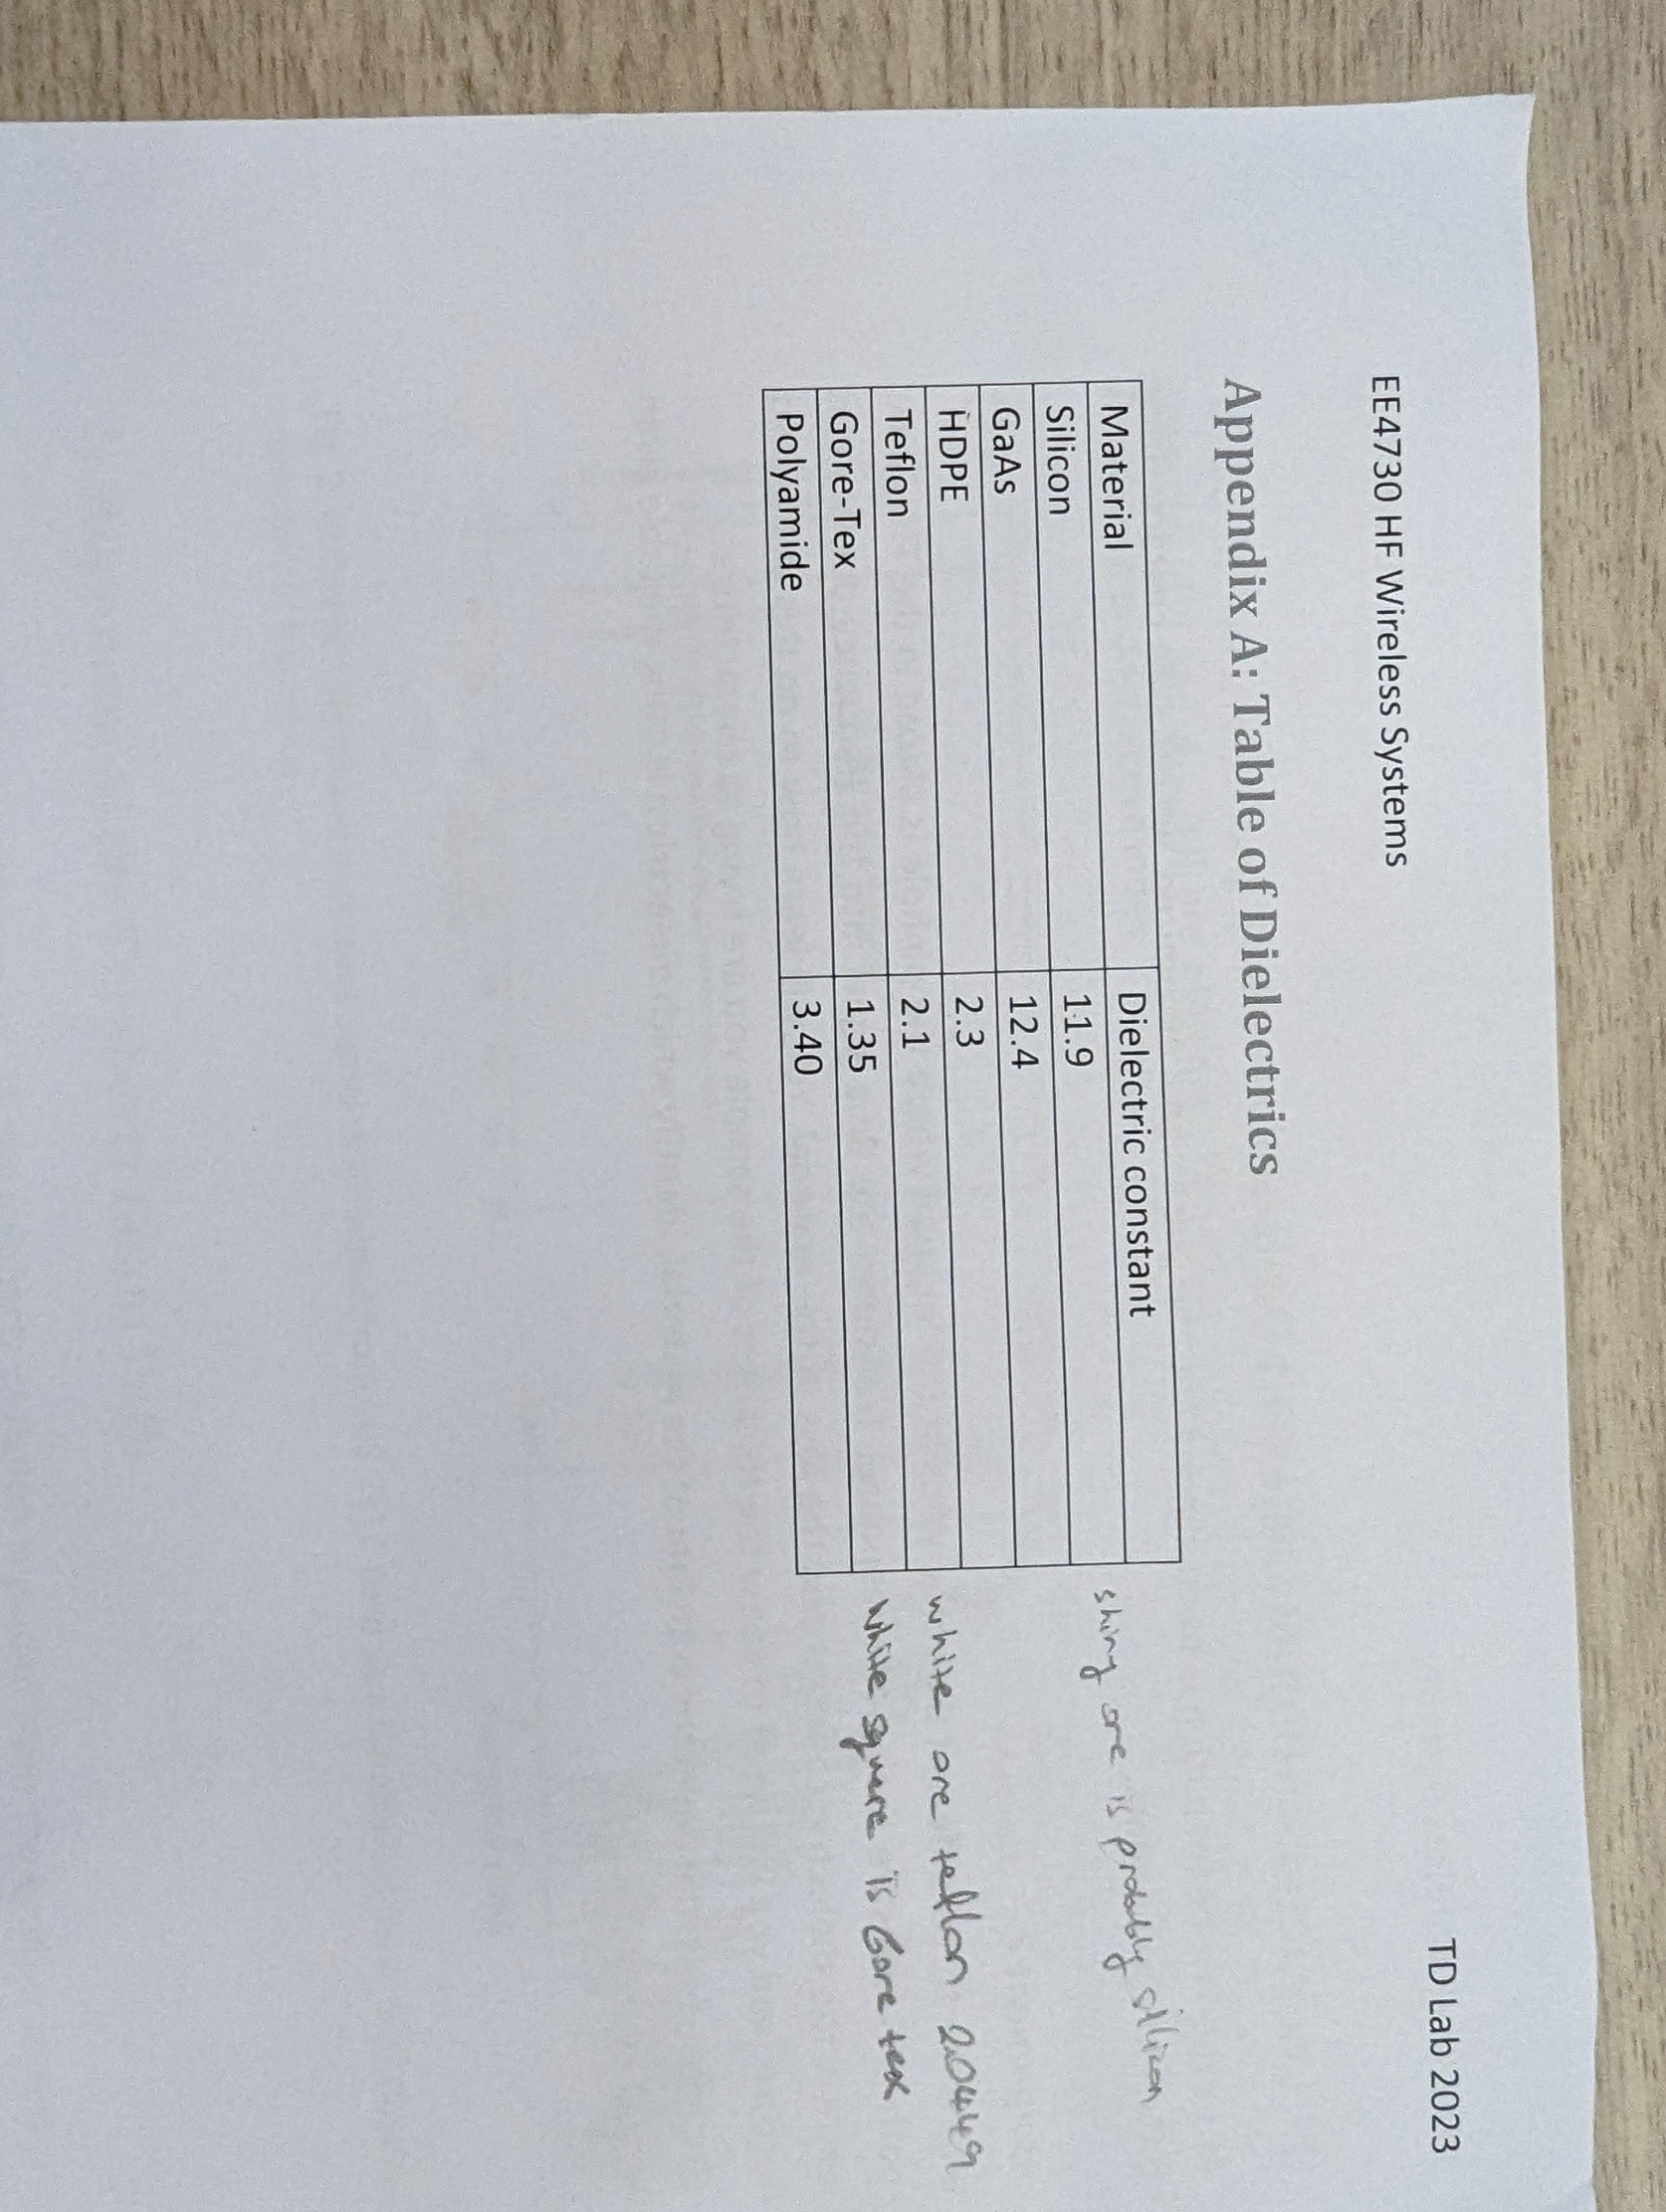 EE4730 HF Wireless Systems TD Lab 2023
Appendix A: Table of Dielectrics
Material Dielectric constant
Silicon 11.9 shiny one is probably silicon
GaAs 12.4
HDPE 2.3
Teflon 2.1 white one teflon 2.0449
Gore-Tex 1.35 white square is Gore tex
Polyamide 3.40